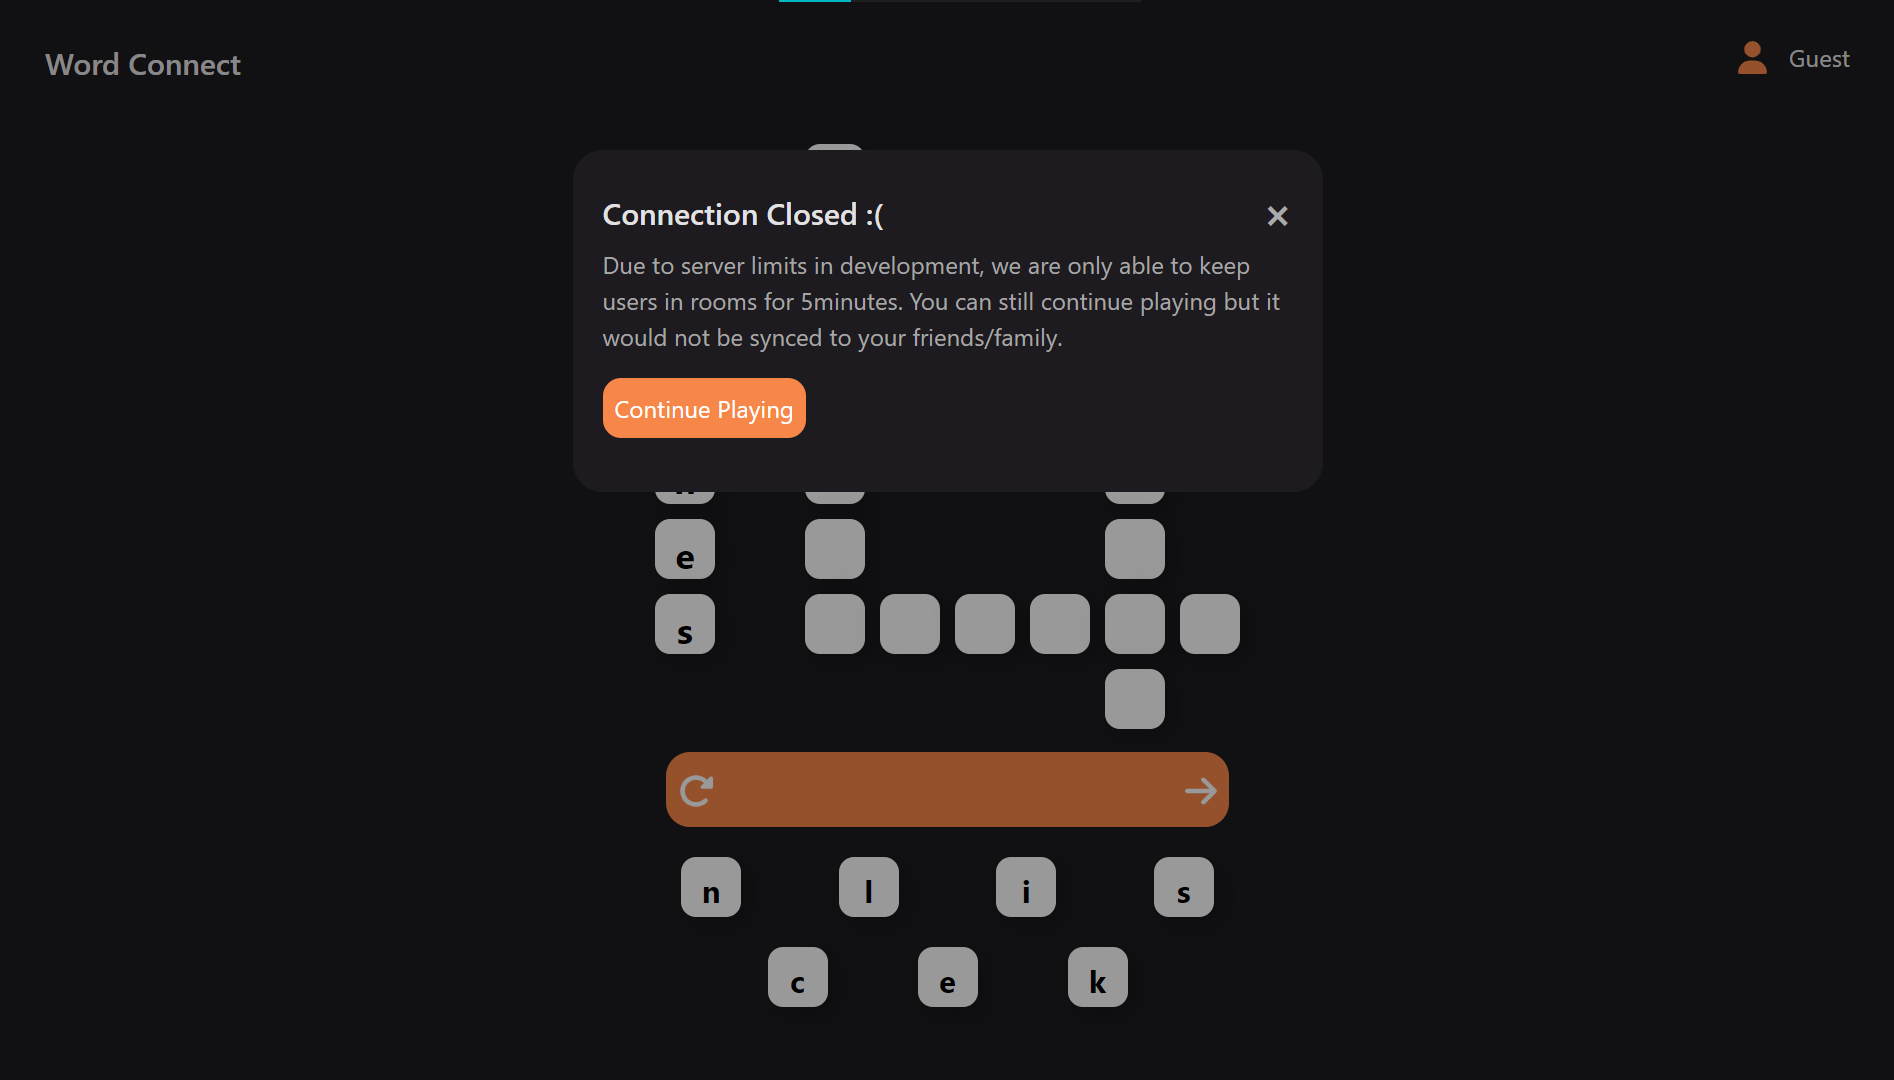 Word Connect
Guest
Connection Closed :(
Due to server limits in development, we are only able to keep
users in rooms for 5minutes. You can still continue playing but it
would not be synced to your friends/family.
Continue Playing
e
s
n l i s
c e k